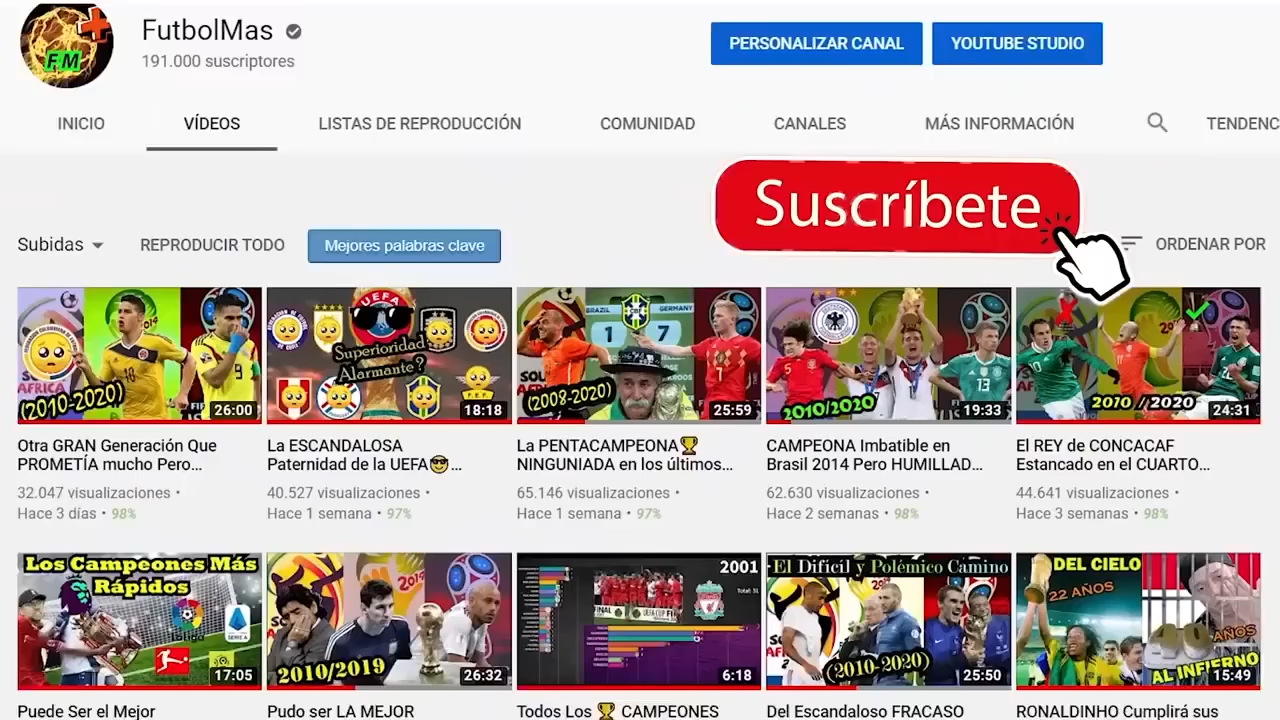 FM
FutbolMas
191.000 suscriptores
PERSONALIZAR CANAL
YOUTUBE STUDIO
INICIO
VÍDEOS
LISTAS DE REPRODUCCIÓN
COMUNIDAD
CANALES
MÁS INFORMACIÓN
TENDENC
Suscríbete
Subidas
REPRODUCIR TODO
Mejores palabras clave
ORDENAR POR
(2010-2020)
26:00
UEFA
Superioridad
Alarmante?
18:18
BRAZIL
GERMANY
1
7
(2008-2020)
25:59
2010/2020
19:33
2010 / 2020
24:31
Otra GRAN Generación Que
PROMETÍA mucho Pero...
32.047 visualizaciones •
Hace 3 días • 98%
La ESCANDALOSA
Paternidad de la UEFA😎...
40.527 visualizaciones •
Hace 1 semana • 97%
La PENTACAMPEONA🏆
NINGUNIADA en los últimos...
65.146 visualizaciones •
Hace 1 semana • 97%
CAMPEONA Imbatible en
Brasil 2014 Pero HUMILLAD...
62.630 visualizaciones •
Hace 2 semanas • 98%
El REY de CONCACAF
Estancado en el CUARTO...
44.641 visualizaciones •
Hace 3 semanas • 98%
Los Campeones Más
Rápidos
17:05
2010/2019
26:32
2001
6:18
El Difícil y Polémico Camino
(2010-2020)
25:50
DEL CIELO
22 AÑOS
40 AÑOS
AL INFIERNO
15:49
Puede Ser el Mejor
Pudo ser LA MEJOR
Todos Los 🏆 CAMPEONES
Del Escandaloso FRACASO
RONALDINHO Cumplirá sus